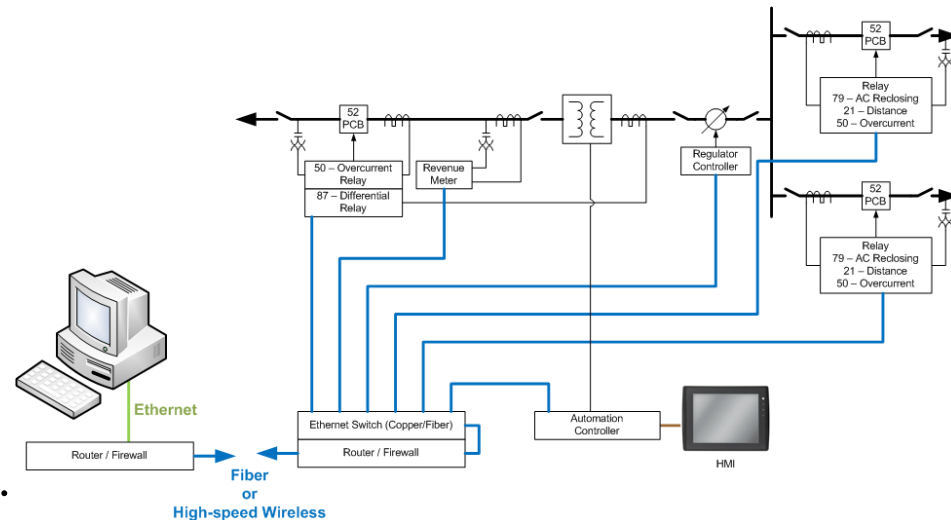 52
PCB
Relay
79 – AC Reclosing
21 – Distance
50 – Overcurrent
52
PCB
50 – Overcurrent
Relay
87 – Differential
Relay
Revenue
Meter
Regulator
Controller
52
PCB
Relay
79 – AC Reclosing
21 – Distance
50 – Overcurrent
Ethernet
Router / Firewall
Ethernet Switch (Copper/Fiber)
Router / Firewall
Automation
Controller
HMI
Fiber
or
High-speed Wireless